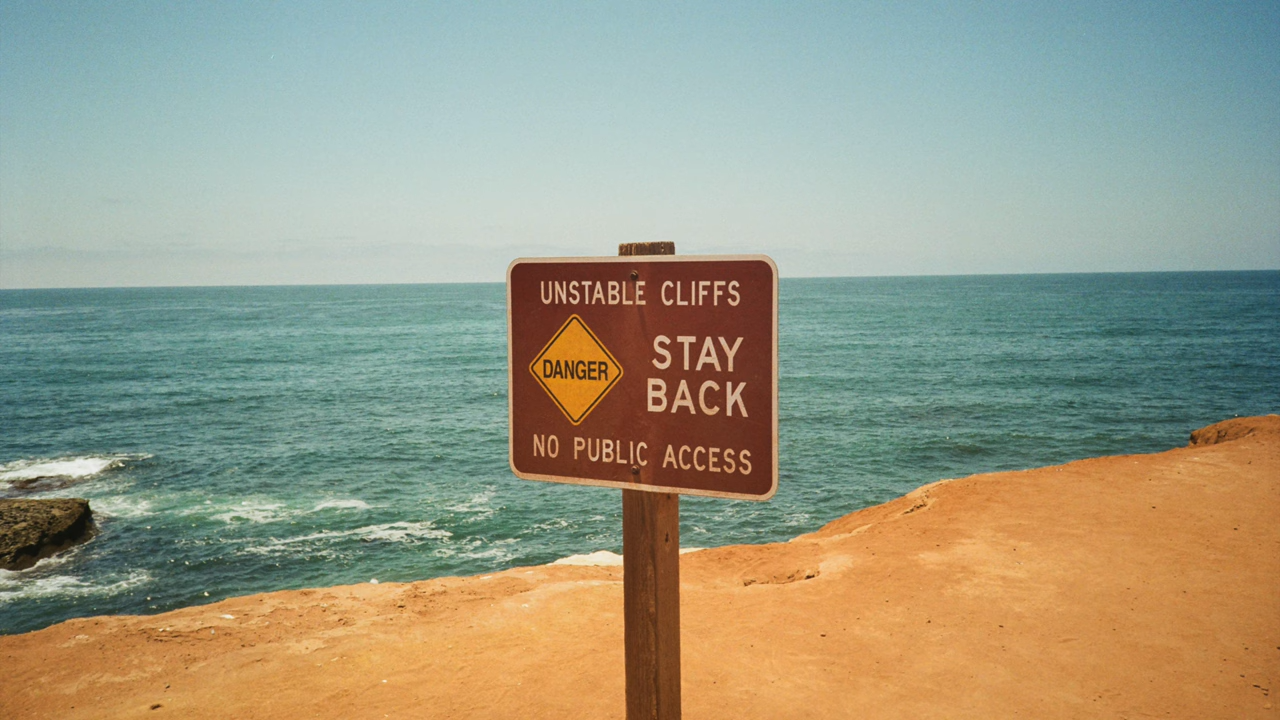 UNSTABLE CLIFFS
DANGER
STAY
BACK
NO PUBLIC ACCESS